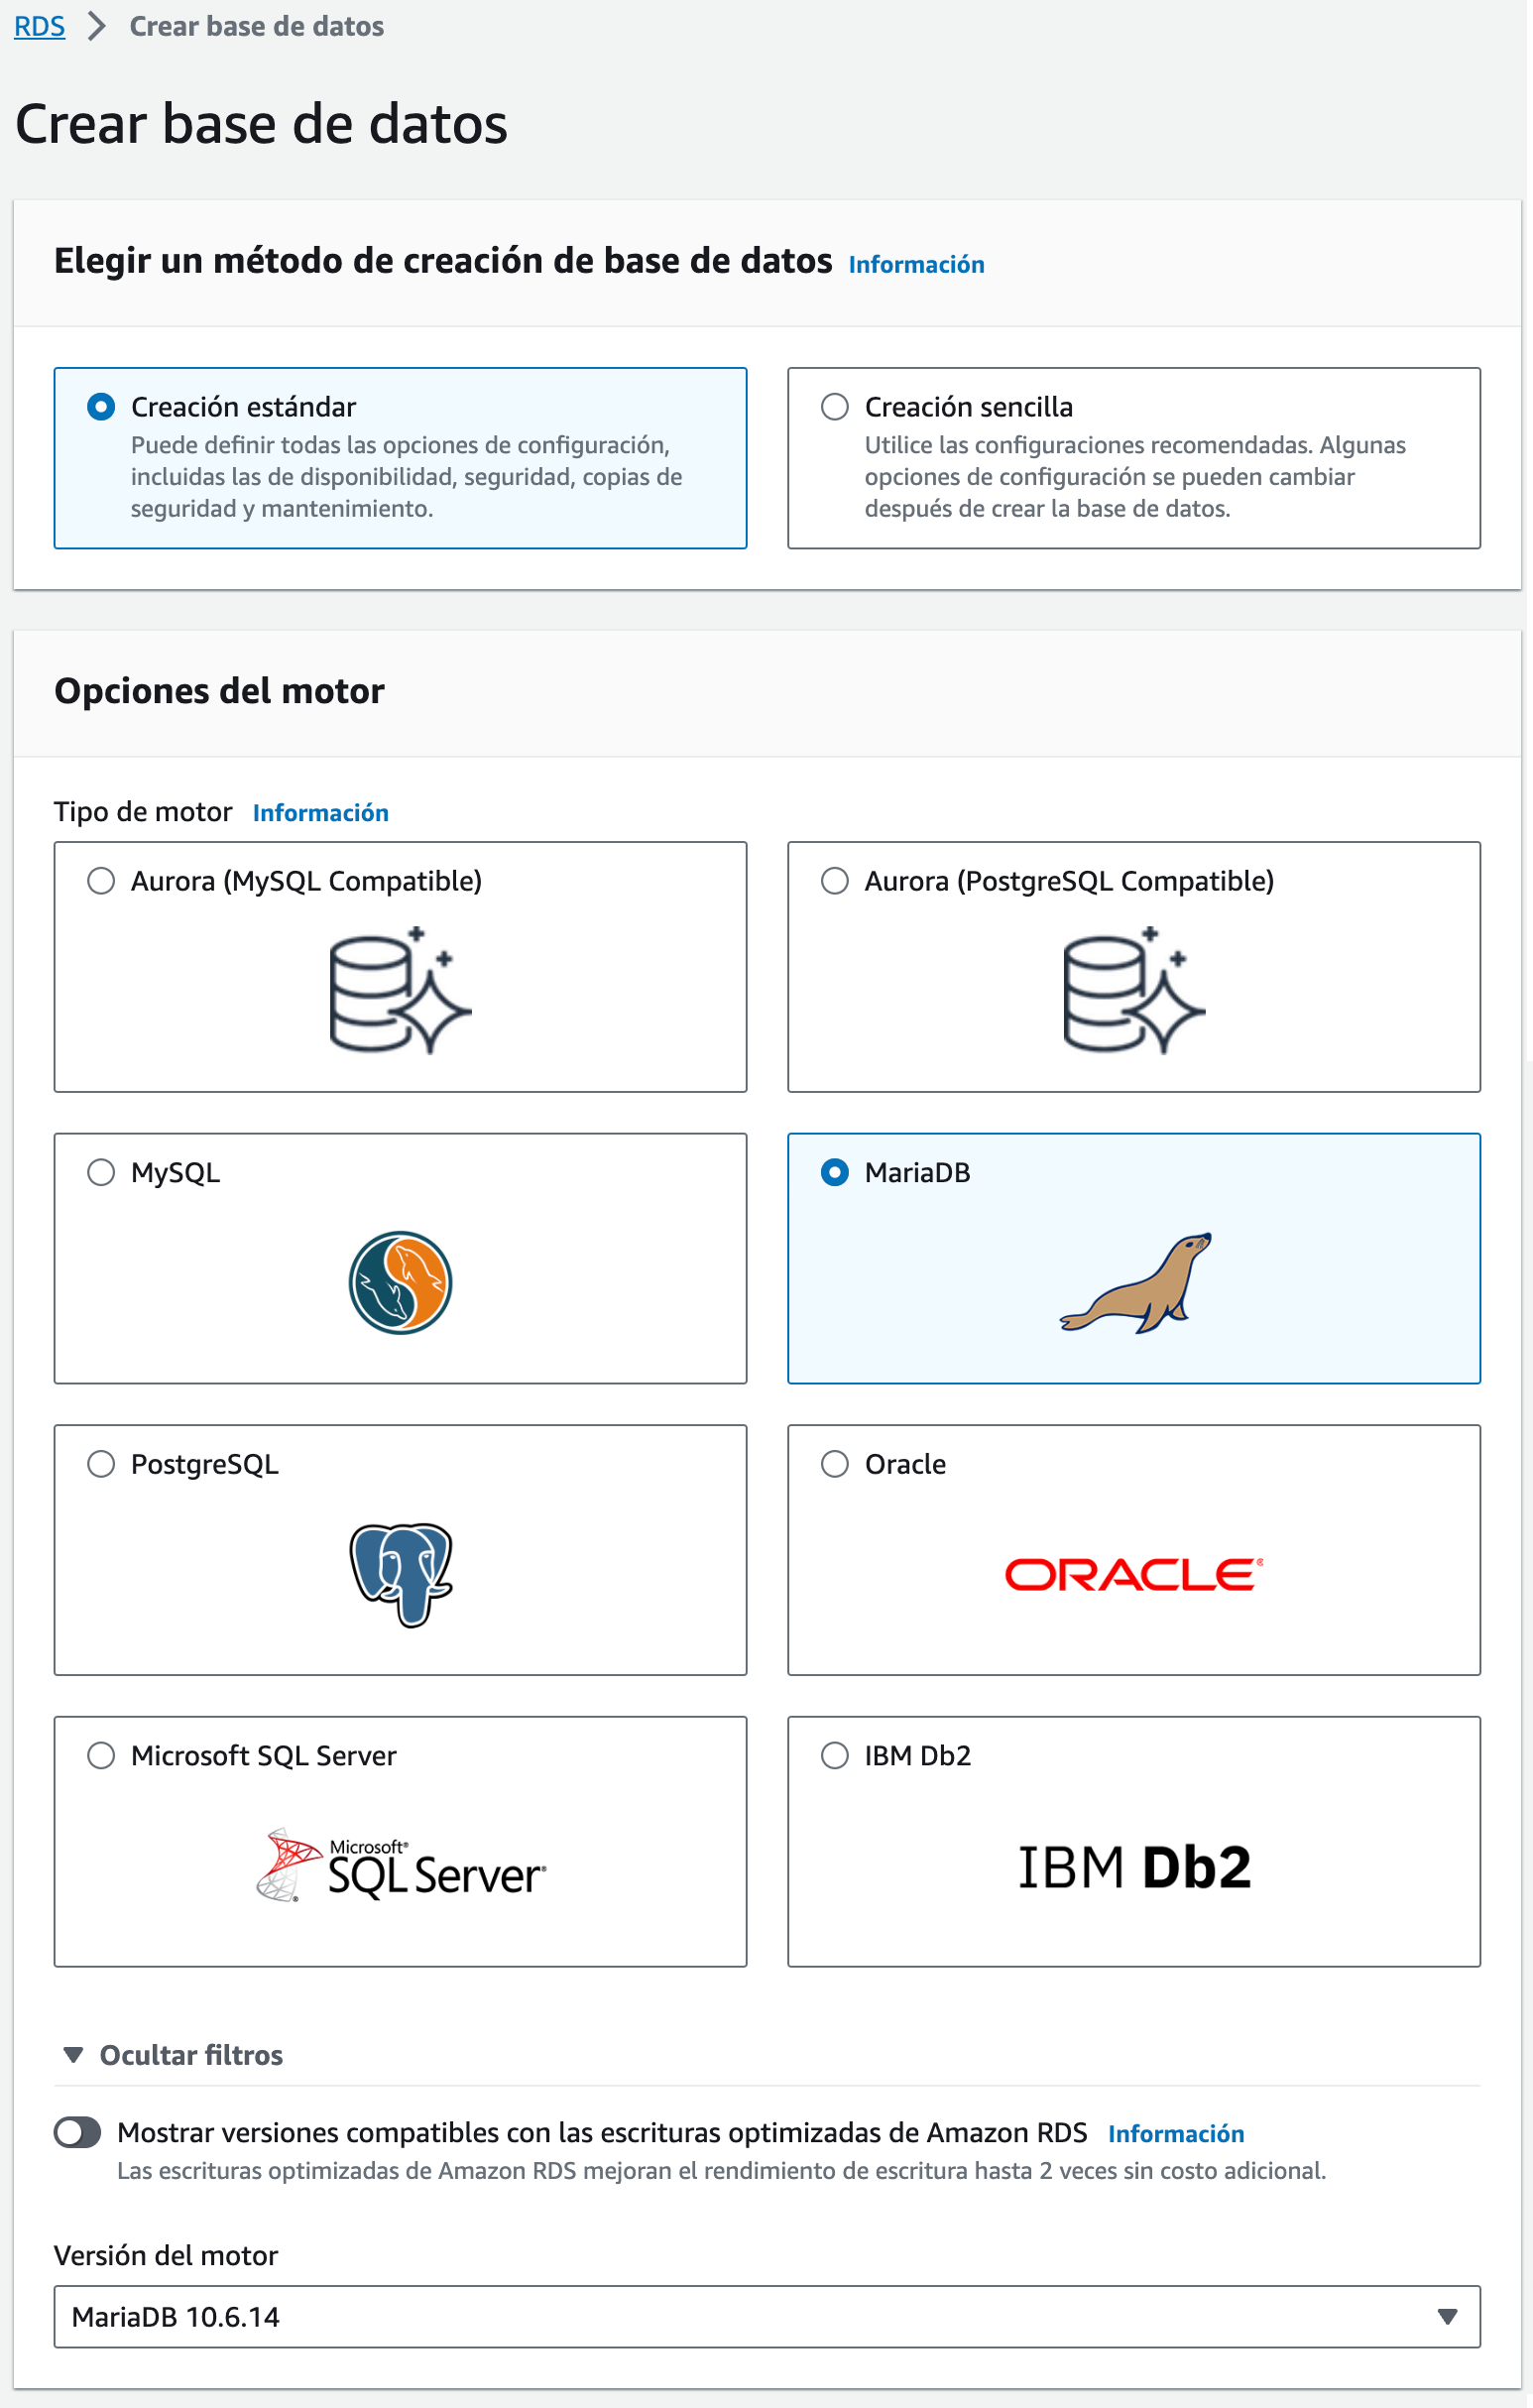 RDS > Crear base de datos
Crear base de datos
Elegir un método de creación de base de datos Información
Creación estándar
Puede definir todas las opciones de configuración,
incluidas las de disponibilidad, seguridad, copias de
seguridad y mantenimiento.
Creación sencilla
Utilice las configuraciones recomendadas. Algunas
opciones de configuración se pueden cambiar
después de crear la base de datos.
Opciones del motor
Tipo de motor Información
Aurora (MySQL Compatible)
Aurora (PostgreSQL Compatible)
MySQL
MariaDB
PostgreSQL
Oracle
ORACLE
Microsoft SQL Server
Microsoft®
SQL Server®
IBM Db2
IBM Db2
Ocultar filtros
Mostrar versiones compatibles con las escrituras optimizadas de Amazon RDS Información
Las escrituras optimizadas de Amazon RDS mejoran el rendimiento de escritura hasta 2 veces sin costo adicional.
Versión del motor
MariaDB 10.6.14